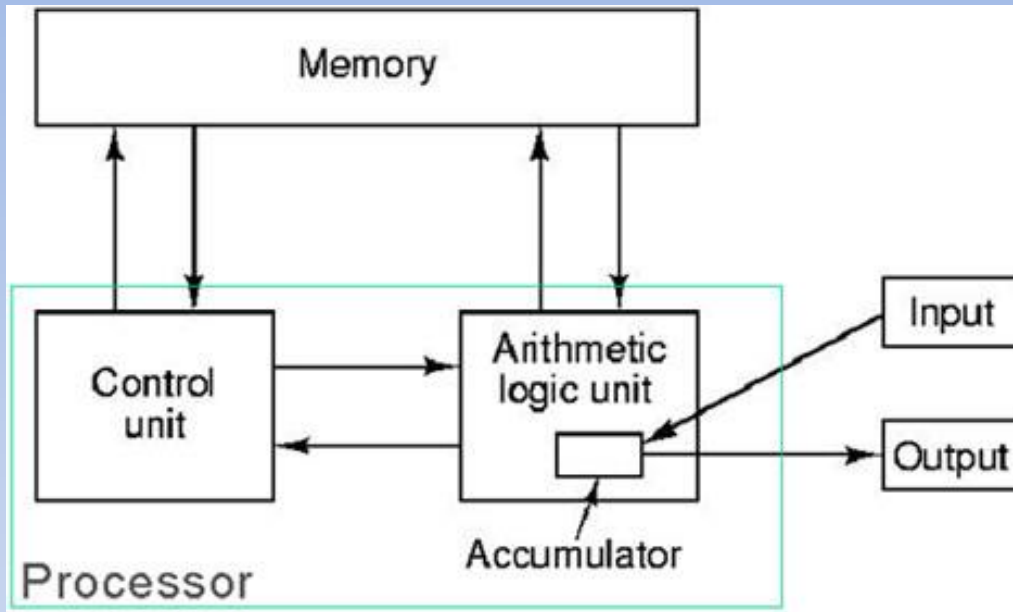 Memory
Control
unit
Arithmetic
logic unit
Input
Output
Accumulator
Processor